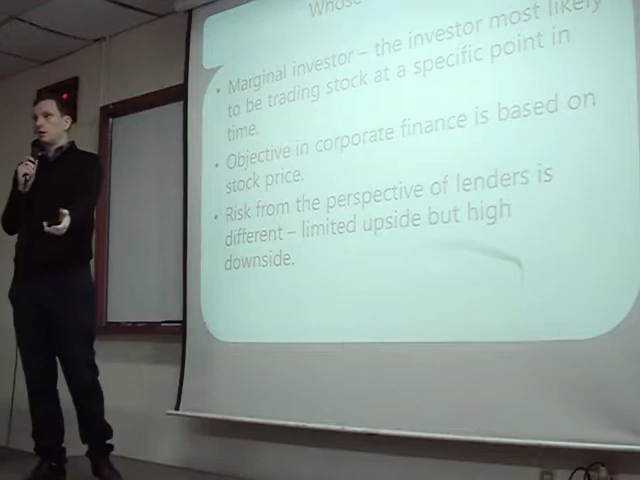 Whose
• Marginal investor – the investor most likely
to be trading stock at a specific point in
time.
• Objective in corporate finance is based on
stock price.
• Risk from the perspective of lenders is
different – limited upside but high
downside.